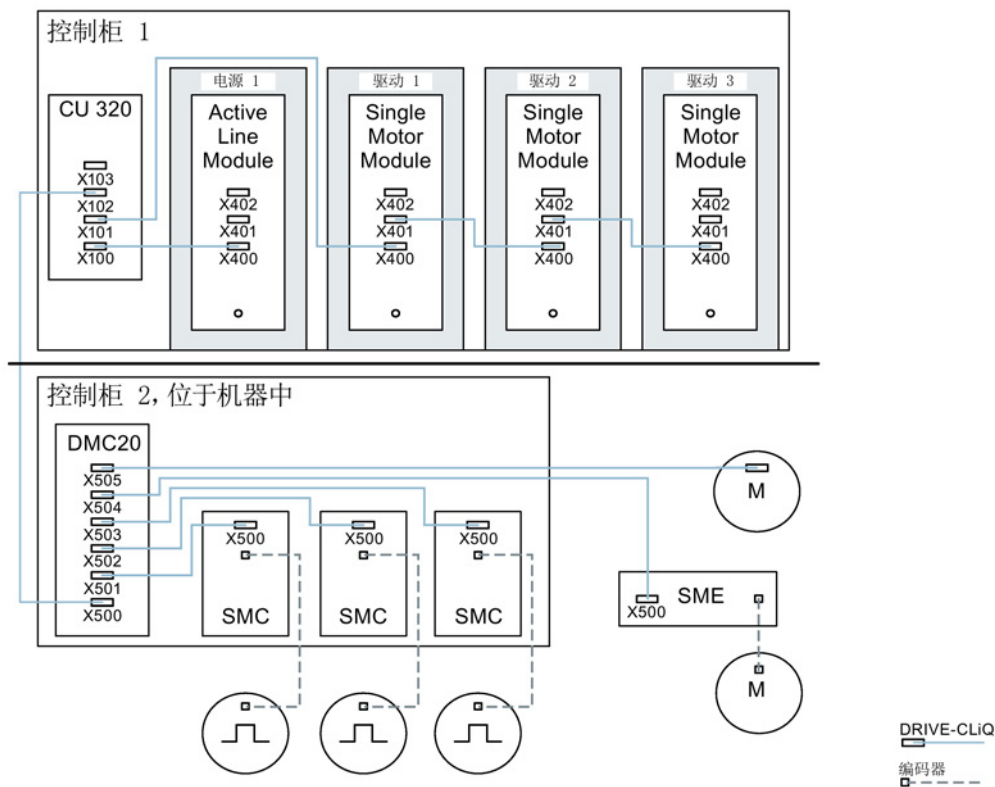 控制柜 1
电源 1
驱动 1
驱动 2
驱动 3
CU 320
X103
X102
X101
X100
Active
Line
Module
X402
X401
X400
Single
Motor
Module
X402
X401
X400
Single
Motor
Module
X402
X401
X400
Single
Motor
Module
X402
X401
X400
控制柜 2, 位于机器中
DMC20
X505
X504
X503
X502
X501
X500
X500
SMC
X500
SMC
X500
SMC
M
X500
SME
M
DRIVE-CLiQ
编码器